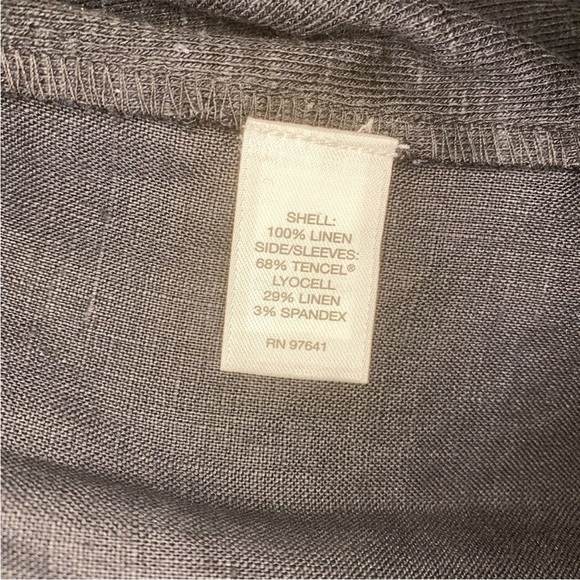 SHELL:
100% LINEN
SIDE/SLEEVES:
68% TENCEL®
LYOCELL
29% LINEN
3% SPANDEX
RN 97641